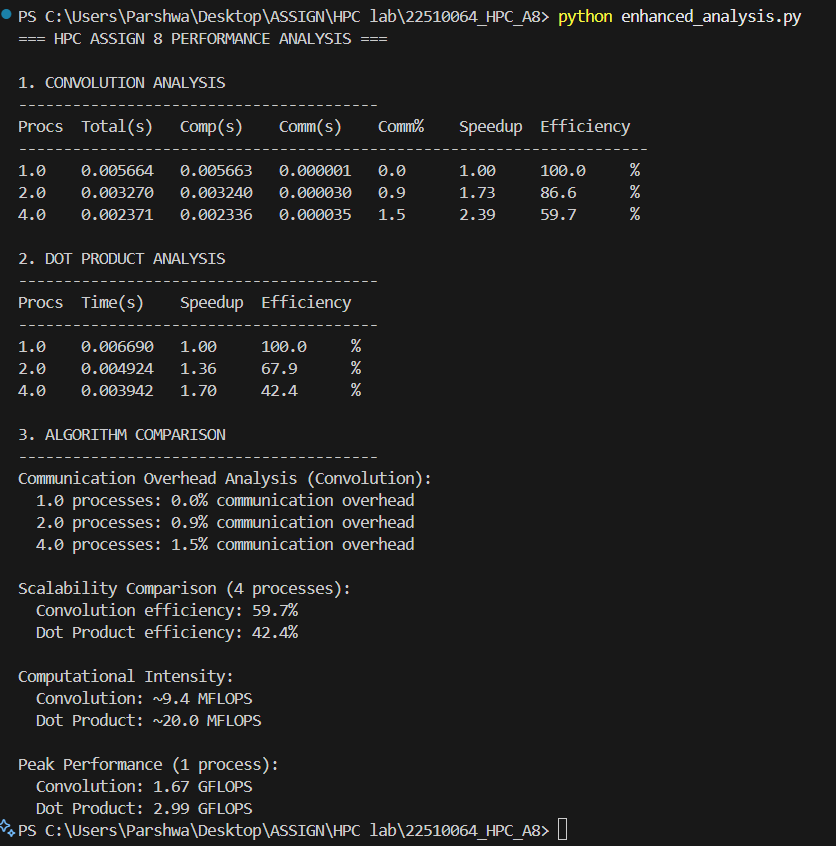 PS C:\Users\Parshwa\Desktop\ASSIGN\HPC lab\22510064_HPC_A8> python enhanced_analysis.py
=== HPC ASSIGN 8 PERFORMANCE ANALYSIS ===
1. CONVOLUTION ANALYSIS
----------------------------------------
Procs  Total(s)   Comp(s)    Comm(s)    Comm%    Speedup  Efficiency
----------------------------------------------------------------------
1.0    0.005664   0.005663   0.000001   0.0      1.00     100.0     %
2.0    0.003270   0.003240   0.000030   0.9      1.73     86.6      %
4.0    0.002371   0.002336   0.000035   1.5      2.39     59.7      %
2. DOT PRODUCT ANALYSIS
----------------------------------------
Procs  Time(s)    Speedup  Efficiency
----------------------------------------
1.0    0.006690   1.00     100.0     %
2.0    0.004924   1.36     67.9      %
4.0    0.003942   1.70     42.4      %
3. ALGORITHM COMPARISON
----------------------------------------
Communication Overhead Analysis (Convolution):
  1.0 processes: 0.0% communication overhead
  2.0 processes: 0.9% communication overhead
  4.0 processes: 1.5% communication overhead
Scalability Comparison (4 processes):
  Convolution efficiency: 59.7%
  Dot Product efficiency: 42.4%
Computational Intensity:
  Convolution: ~9.4 MFLOPS
  Dot Product: ~20.0 MFLOPS
Peak Performance (1 process):
  Convolution: 1.67 GFLOPS
  Dot Product: 2.99 GFLOPS
PS C:\Users\Parshwa\Desktop\ASSIGN\HPC lab\22510064_HPC_A8>